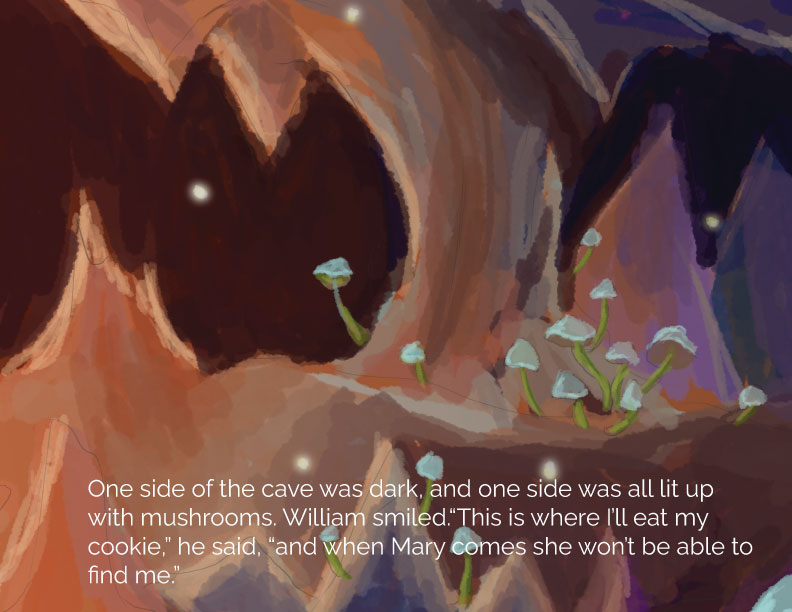 One side of the cave was dark, and one side was all lit up
with mushrooms. William smiled.“This is where I’ll eat my
cookie,” he said, “and when Mary comes she won’t be able to
find me.”